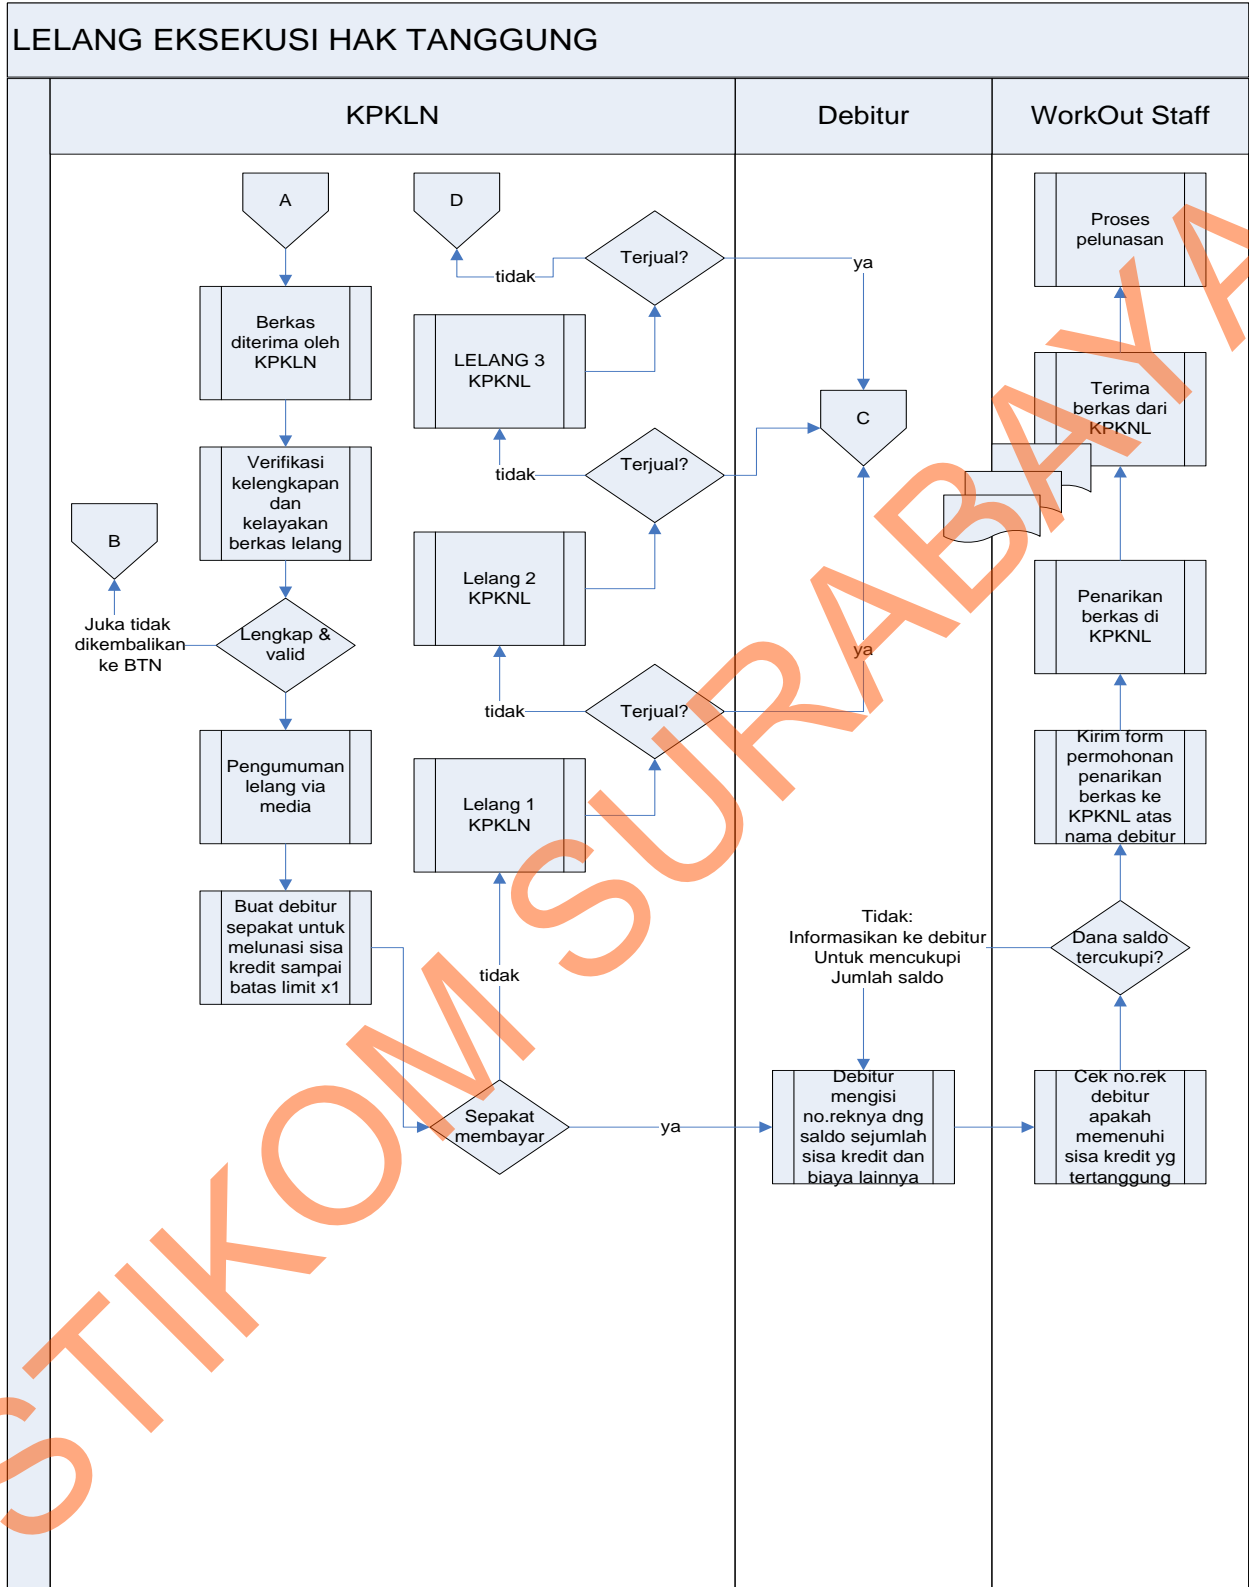 LELANG EKSEKUSI HAK TANGGUNG
KPKLN
Debitur
WorkOut Staff
A
Berkas
diterima oleh
KPKLN
Verifikasi
kelengkapan
dan
kelayakan
berkas lelang
B
Juka tidak
dikembalikan
ke BTN
Lengkap &
valid
Pengumuman
lelang via
media
Buat debitur
sepakat untuk
melunasi sisa
kredit sampai
batas limit x1
D
tidak
Terjual?
ya
LELANG 3
KPKNL
tidak
Terjual?
Lelang 2
KPKNL
tidak
Terjual?
ya
Lelang 1
KPKLN
tidak
Sepakat
membayar
ya
C
Tidak:
Informasikan ke debitur
Untuk mencukupi
Jumlah saldo
Debitur
mengisi
no.reknya dng
saldo sejumlah
sisa kredit dan
biaya lainnya
Proses
pelunasan
Terima
berkas dari
KPKNL
Penarikan
berkas di
KPKNL
Kirim form
permohonan
penarikan
berkas ke
KPKNL atas
nama debitur
Dana saldo
tercukupi?
Cek no.rek
debitur
apakah
memenuhi
sisa kredit yg
tertanggung
STIKOM SURABAYA